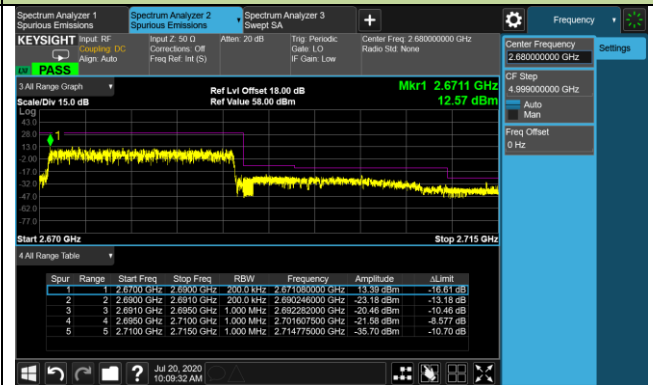 Spectrum Analyzer 1
Spurious Emissions
Spectrum Analyzer 2
Spurious Emissions
Spectrum Analyzer 3
Swept SA
Frequency
KEYSIGHT
Input: RF
Coupling: DC
Align: Auto
Input Z: 50 Ω
Corrections: Off
Freq Ref: Int (S)
Atten: 20 dB
Trig: Periodic
Gate: LO
IF Gain: Low
Center Freq: 2.680000000 GHz
Radio Std: None
PASS
Center Frequency
2.680000000 GHz
Settings
CF Step
4.999000000 GHz
Auto
Man
Freq Offset
0 Hz
3 All Range Graph
Scale/Div 15.0 dB
Ref Lvl Offset 18.00 dB
Ref Value 58.00 dBm
Mkr1 2.6711 GHz
12.57 dBm
Log
43.0
28.0
13.0
-2.00
-17.0
-32.0
-47.0
-62.0
-77.0
1
Start 2.670 GHz
Stop 2.715 GHz
4 All Range Table
Spur Range Start Freq Stop Freq RBW Frequency Amplitude ΔLimit
1 1 2.6700 GHz 2.6900 GHz 200.0 kHz 2.671080000 GHz 13.39 dBm -16.61 dB
2 2 2.6900 GHz 2.6910 GHz 200.0 kHz 2.690246000 GHz -23.18 dBm -13.18 dB
3 3 2.6910 GHz 2.6950 GHz 1.000 MHz 2.692282000 GHz -20.46 dBm -10.46 dB
4 4 2.6950 GHz 2.7100 GHz 1.000 MHz 2.701607500 GHz -21.58 dBm -8.577 dB
5 5 2.7100 GHz 2.7150 GHz 1.000 MHz 2.714775000 GHz -35.70 dBm -10.70 dB
Jul 20, 2020
10:09:32 AM